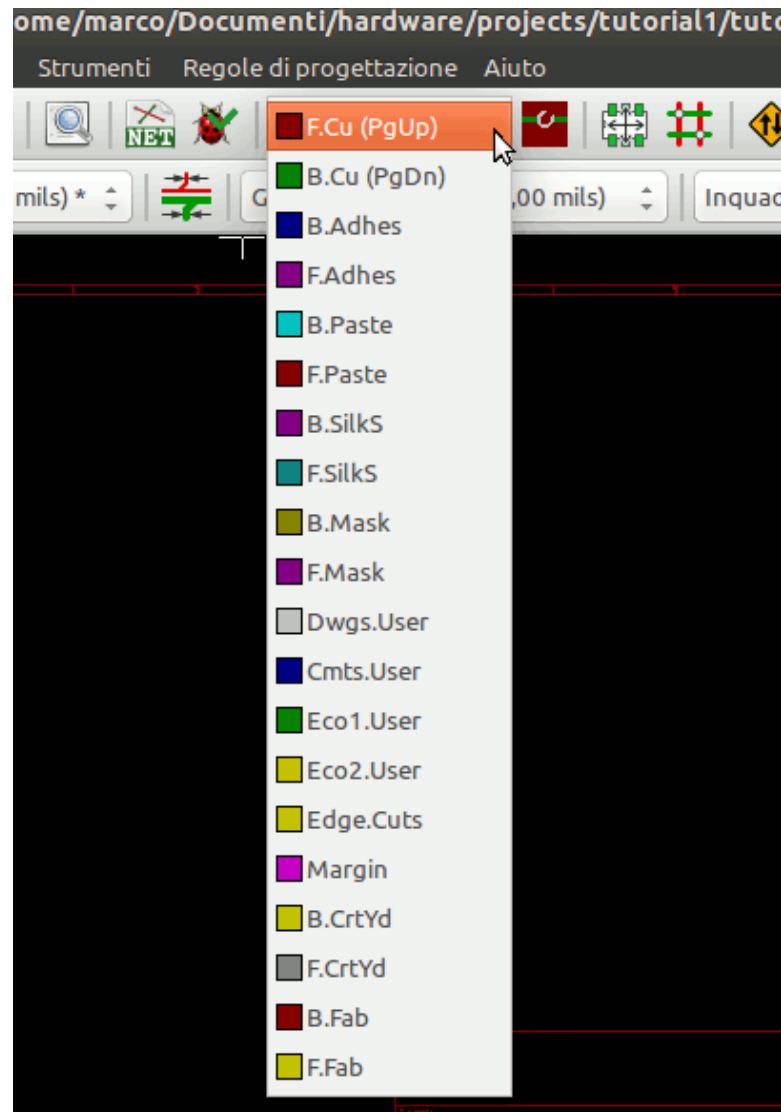 ome/marco/Documenti/hardware/projects/tutorial1/tuto
Strumenti Regole di progettazione Aiuto
NET
F.Cu (PgUp)
B.Cu (PgDn)
mils) * G ,00 mils) Inquad
B.Adhes
F.Adhes
B.Paste
F.Paste
B.SilkS
F.SilkS
B.Mask
F.Mask
Dwgs.User
Cmts.User
Eco1.User
Eco2.User
Edge.Cuts
Margin
B.CrtYd
F.CrtYd
B.Fab
F.Fab